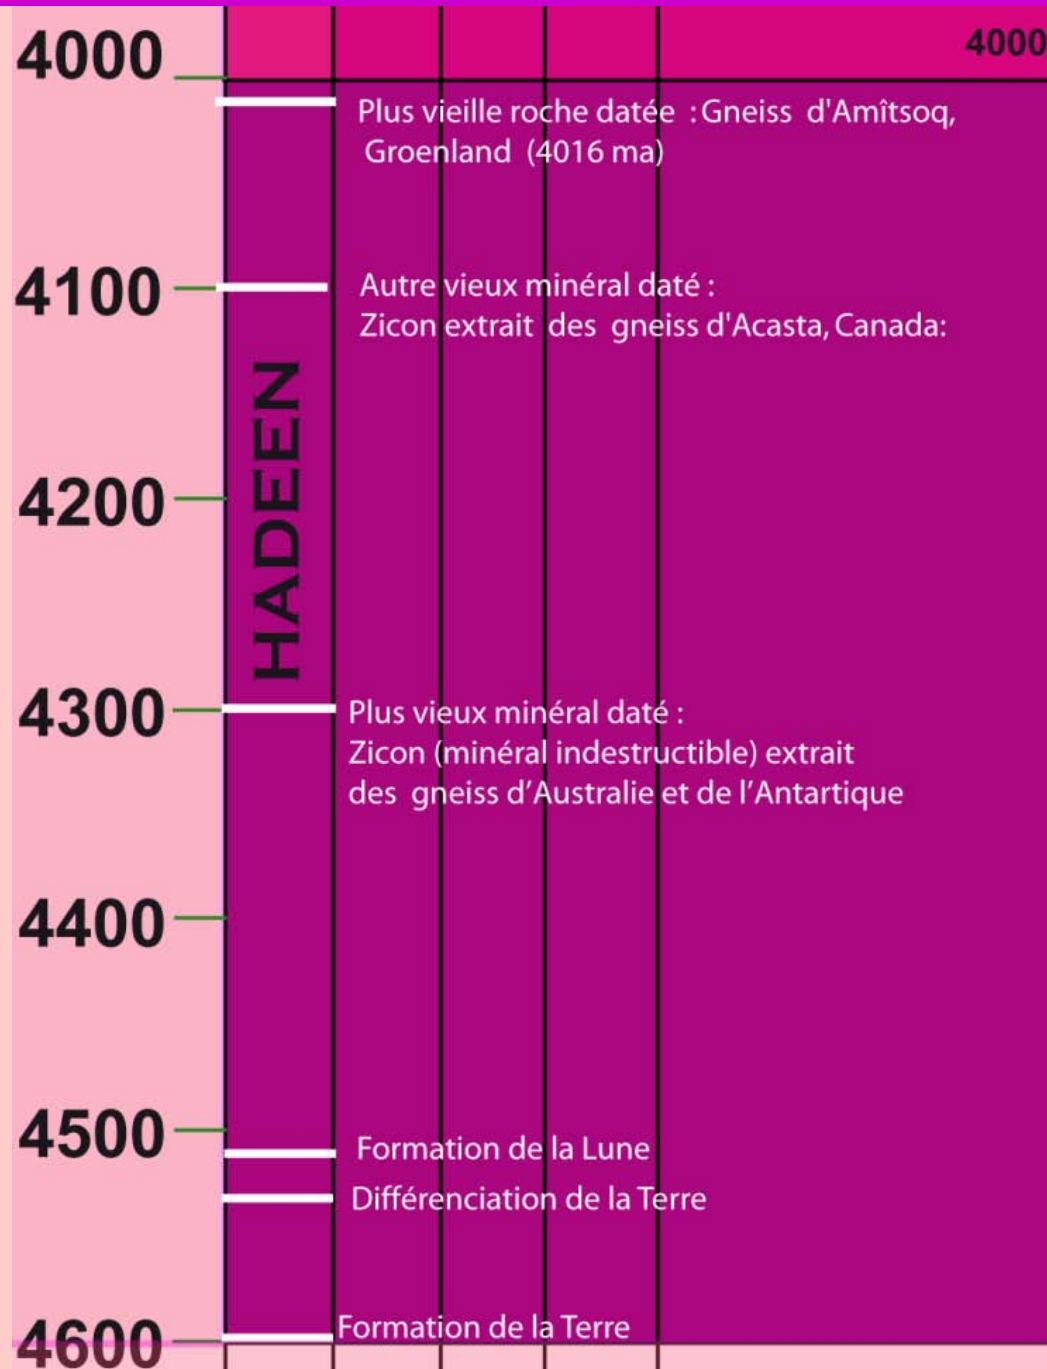 4000
4000
Plus vieille roche datée : Gneiss d'Amîtsoq,
Groenland (4016 ma)
4100
Autre vieux minéral daté :
Zicon extrait des gneiss d'Acasta, Canada:
HADEEN
4200
4300
Plus vieux minéral daté :
Zicon (minéral indestructible) extrait
des gneiss d’Australie et de l’Antartique
4400
4500
Formation de la Lune
Différenciation de la Terre
Formation de la Terre
4600